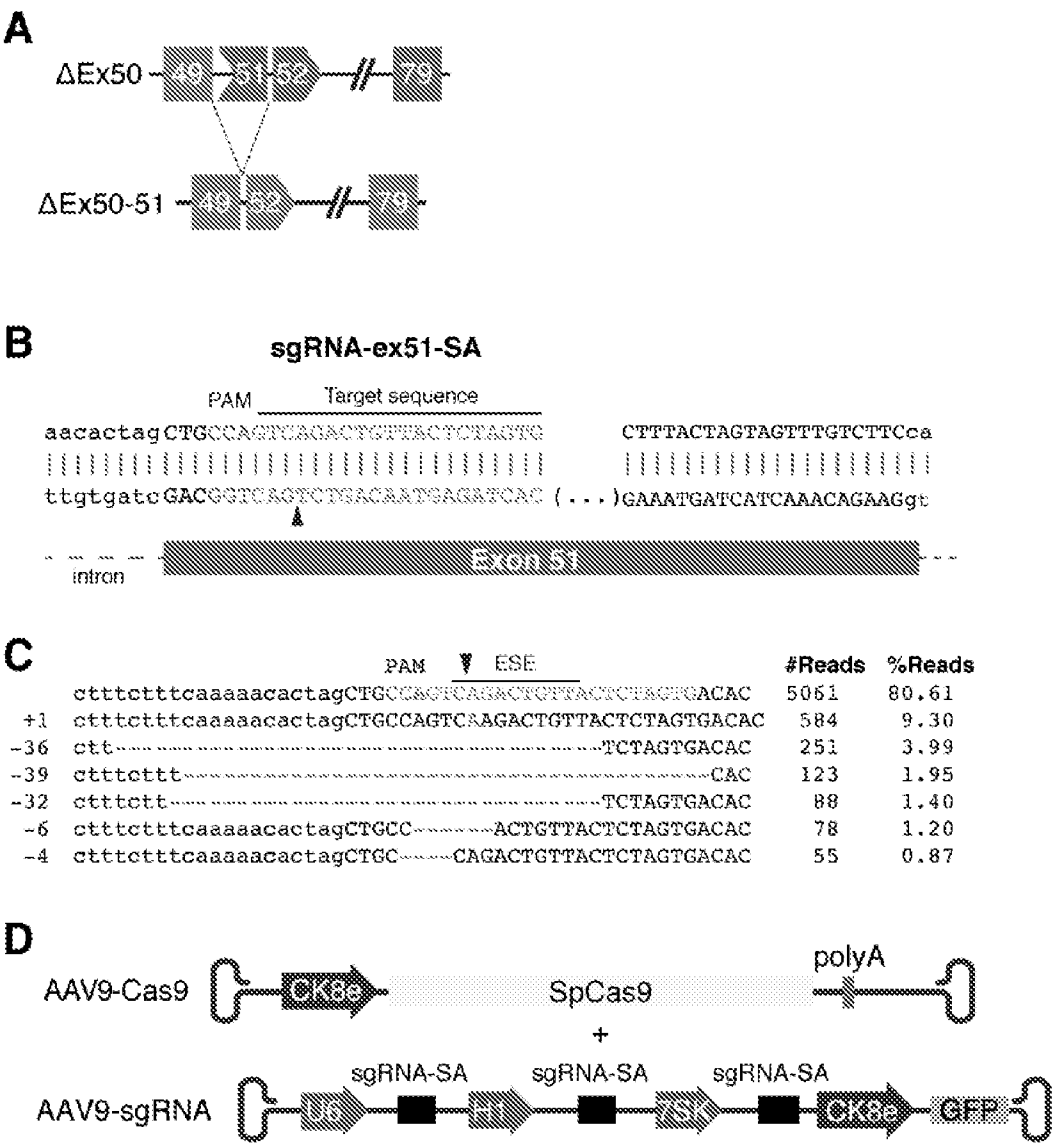 A
ΔEx50 49 51 52 // 79
ΔEx50-51 49 52 // 79
B
sgRNA-ex51-SA
PAM Target sequence
aacactagCTGCCAGTCAGACTGTTACTCTAGTG CTTTACTAGTAGTTTGTCTTCca
ttgtgatcGACGGTCAGTCTGACAATGAGATCAC (...) GAAATGATCATCAAACAGAAGgt
Exon 51
intron
C
PAM ESE #Reads %Reads
ctttctttcaaaaacactagCTGCCAGTCAGACTGTTACTCTAGTGACAC 5061 80.61
+1 ctttctttcaaaaacactagCTGCCAGTCAAGACTGTTACTCTAGTGACAC 584 9.30
-36 ctt------------------------------------TCTAGTGACAC 251 3.99
-39 ctttcttt---------------------------------------CAC 123 1.95
-32 ctttctt--------------------------------TCTAGTGACAC 88 1.40
-6 ctttctttcaaaaacactagCTGCC------ACTGTTACTCTAGTGACAC 78 1.20
-4 ctttctttcaaaaacactagCTGC----CAGACTGTTACTCTAGTGACAC 55 0.87
D
polyA
AAV9-Cas9 CK8e SpCas9
+
sgRNA-SA sgRNA-SA sgRNA-SA
AAV9-sgRNA U6 H1 7SK CK8e GFP